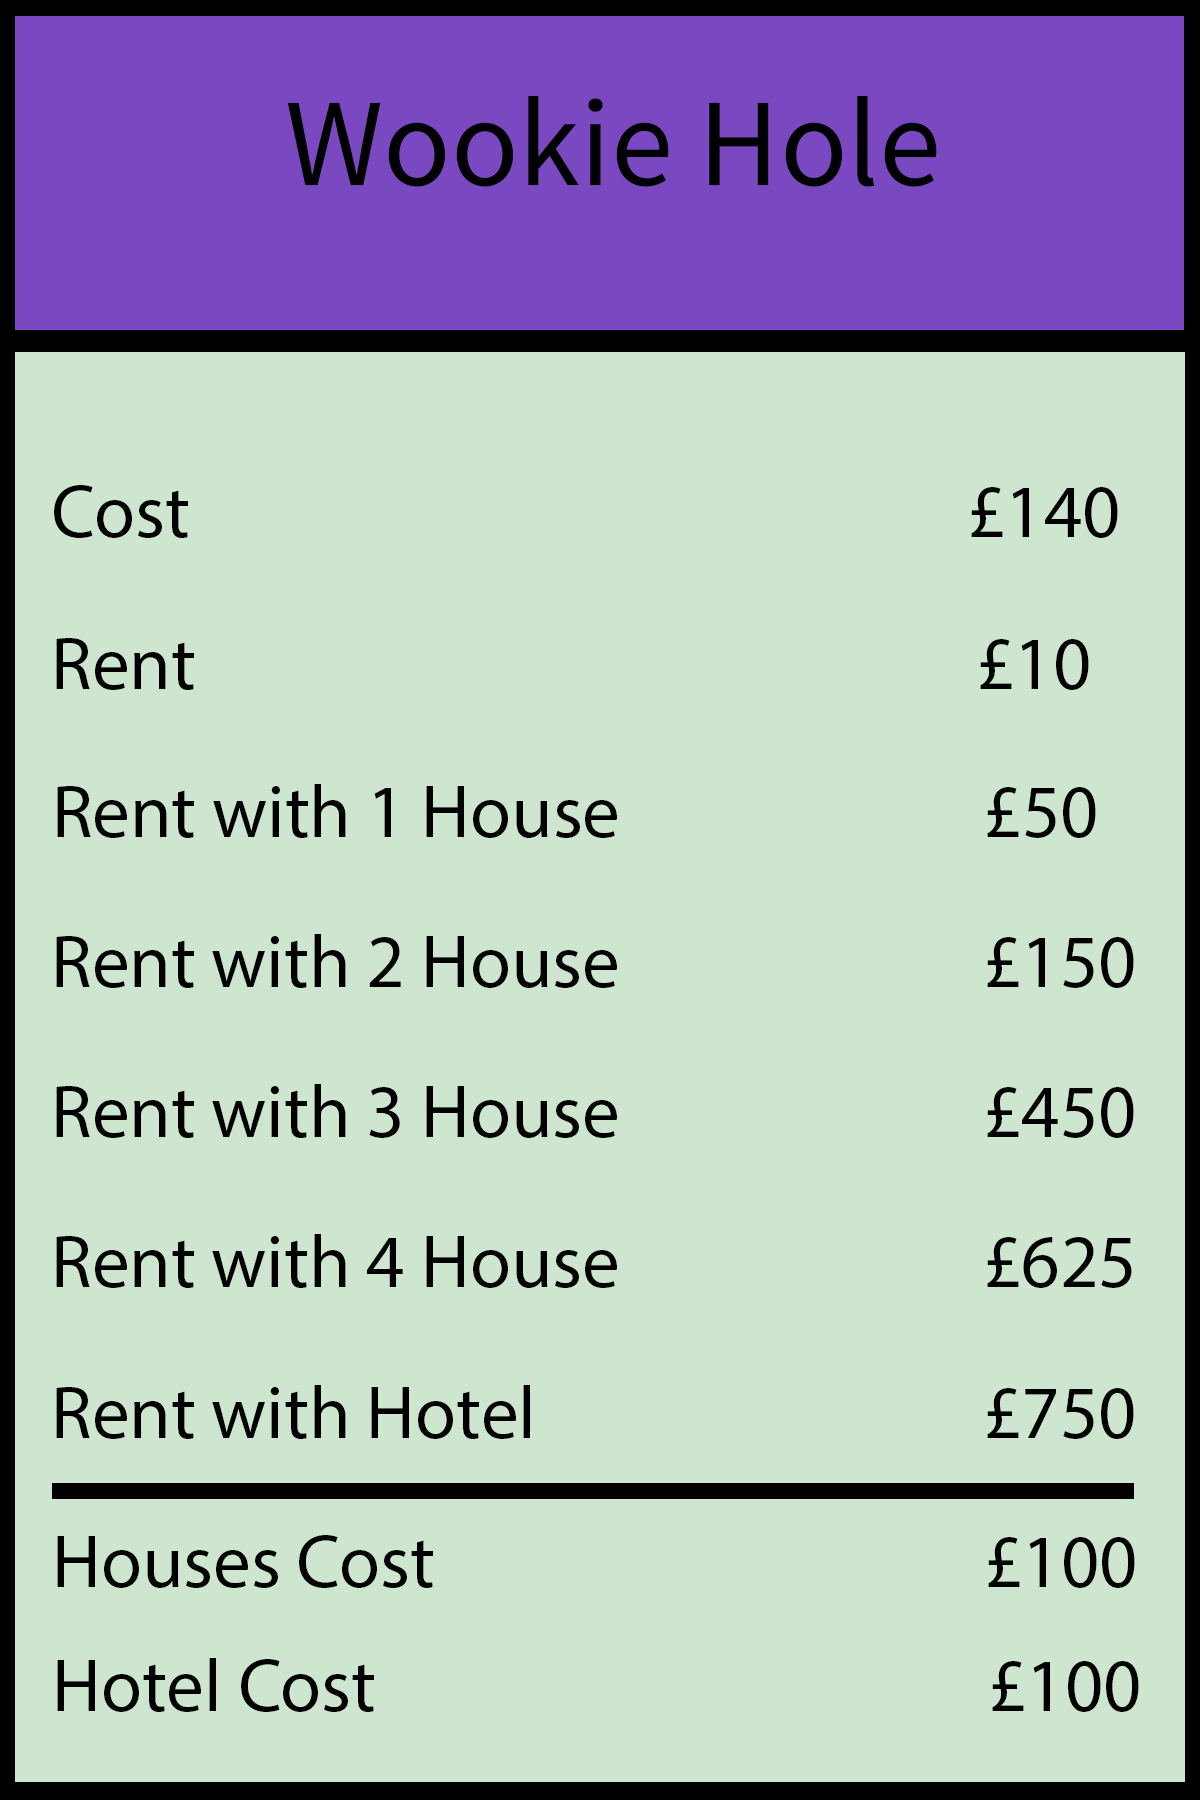 Wookie Hole
Cost £140
Rent £10
Rent with 1 House £50
Rent with 2 House £150
Rent with 3 House £450
Rent with 4 House £625
Rent with Hotel £750
Houses Cost £100
Hotel Cost £100